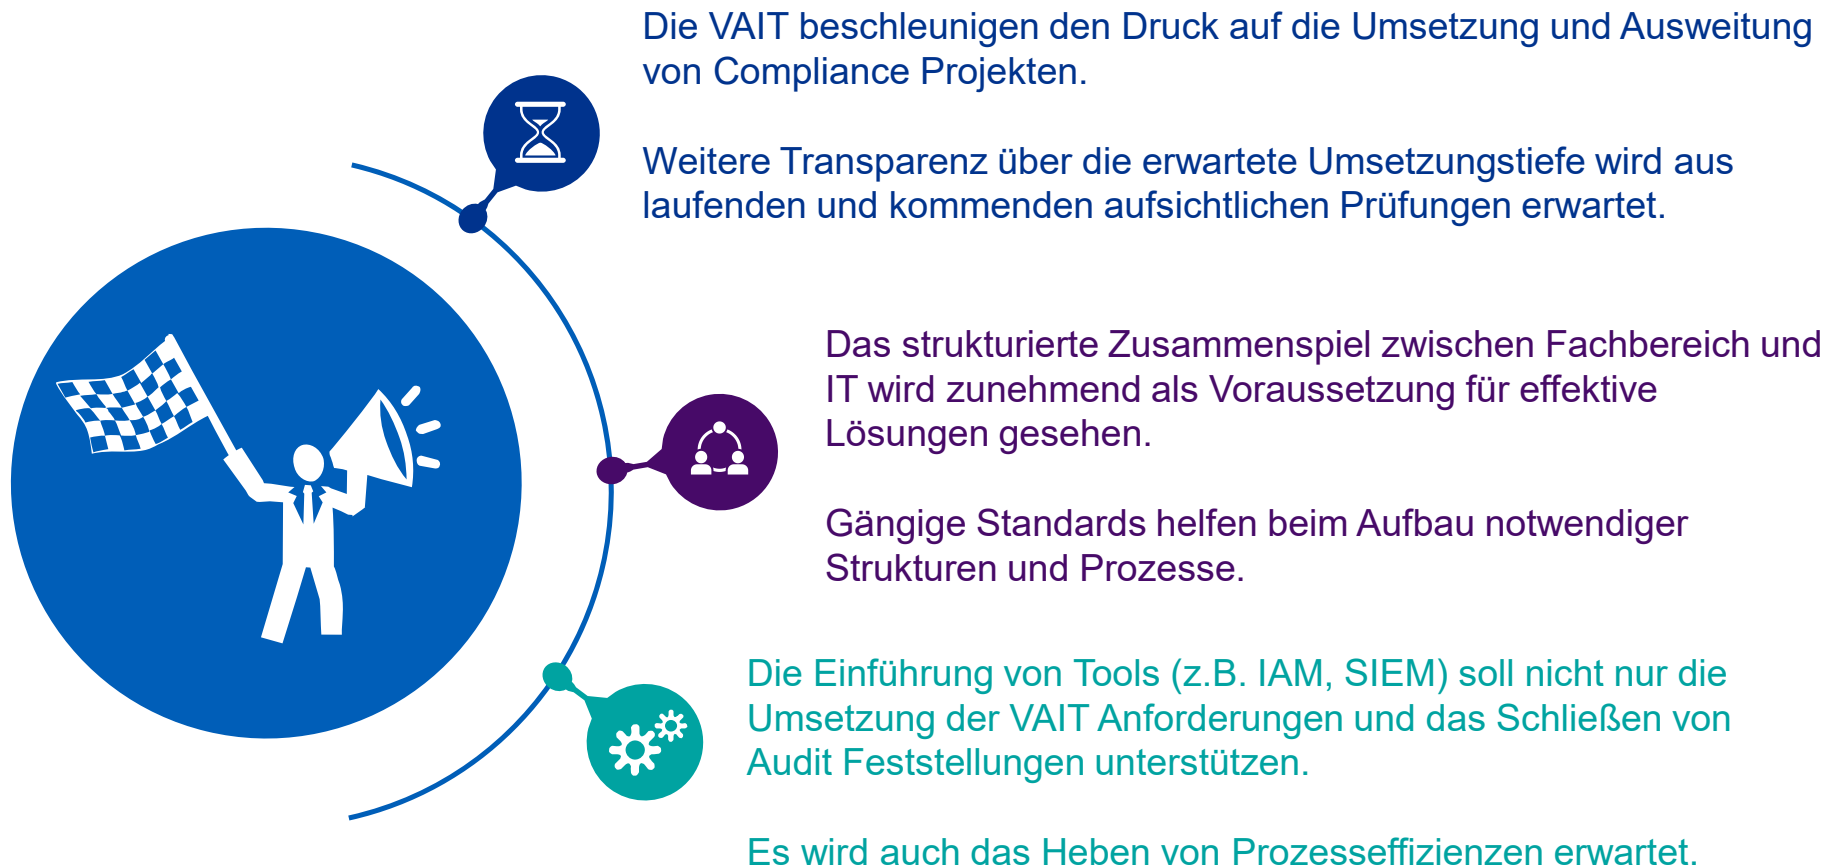 Die VAIT beschleunigen den Druck auf die Umsetzung und Ausweitung
von Compliance Projekten.
Weitere Transparenz über die erwartete Umsetzungstiefe wird aus
laufenden und kommenden aufsichtlichen Prüfungen erwartet.
Das strukturierte Zusammenspiel zwischen Fachbereich und
IT wird zunehmend als Voraussetzung für effektive
Lösungen gesehen.
Gängige Standards helfen beim Aufbau notwendiger
Strukturen und Prozesse.
Die Einführung von Tools (z.B. IAM, SIEM) soll nicht nur die
Umsetzung der VAIT Anforderungen und das Schließen von
Audit Feststellungen unterstützen.
Es wird auch das Heben von Prozesseffizienzen erwartet.